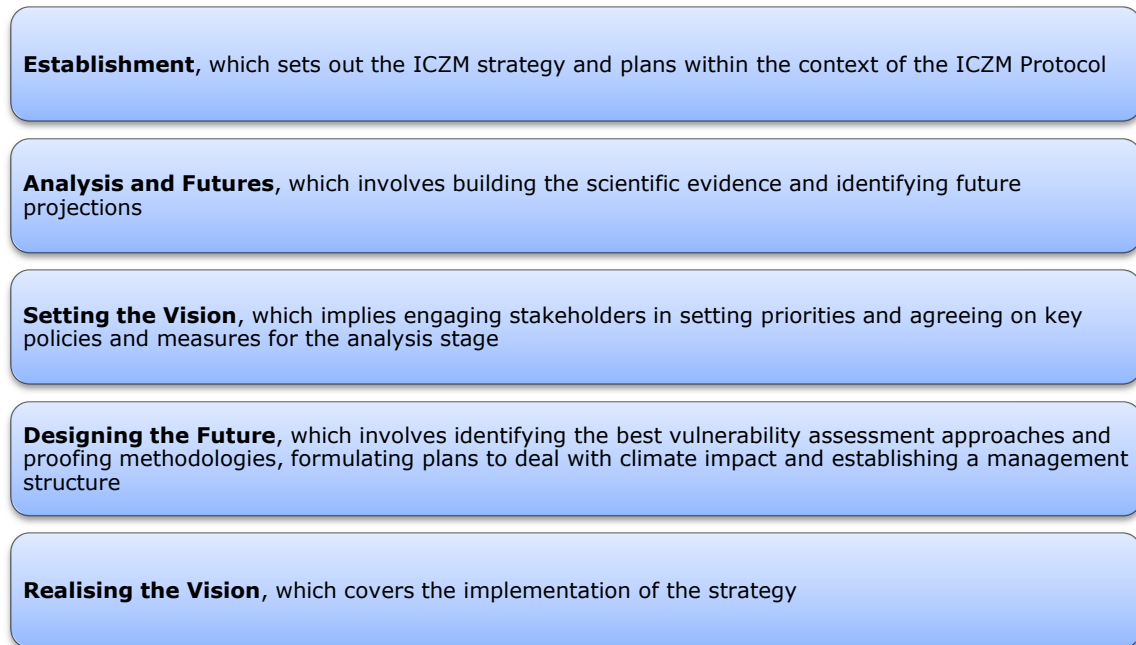 Establishment, which sets out the ICZM strategy and plans within the context of the ICZM Protocol
Analysis and Futures, which involves building the scientific evidence and identifying future
projections
Setting the Vision, which implies engaging stakeholders in setting priorities and agreeing on key
policies and measures for the analysis stage
Designing the Future, which involves identifying the best vulnerability assessment approaches and
proofing methodologies, formulating plans to deal with climate impact and establishing a management
structure
Realising the Vision, which covers the implementation of the strategy